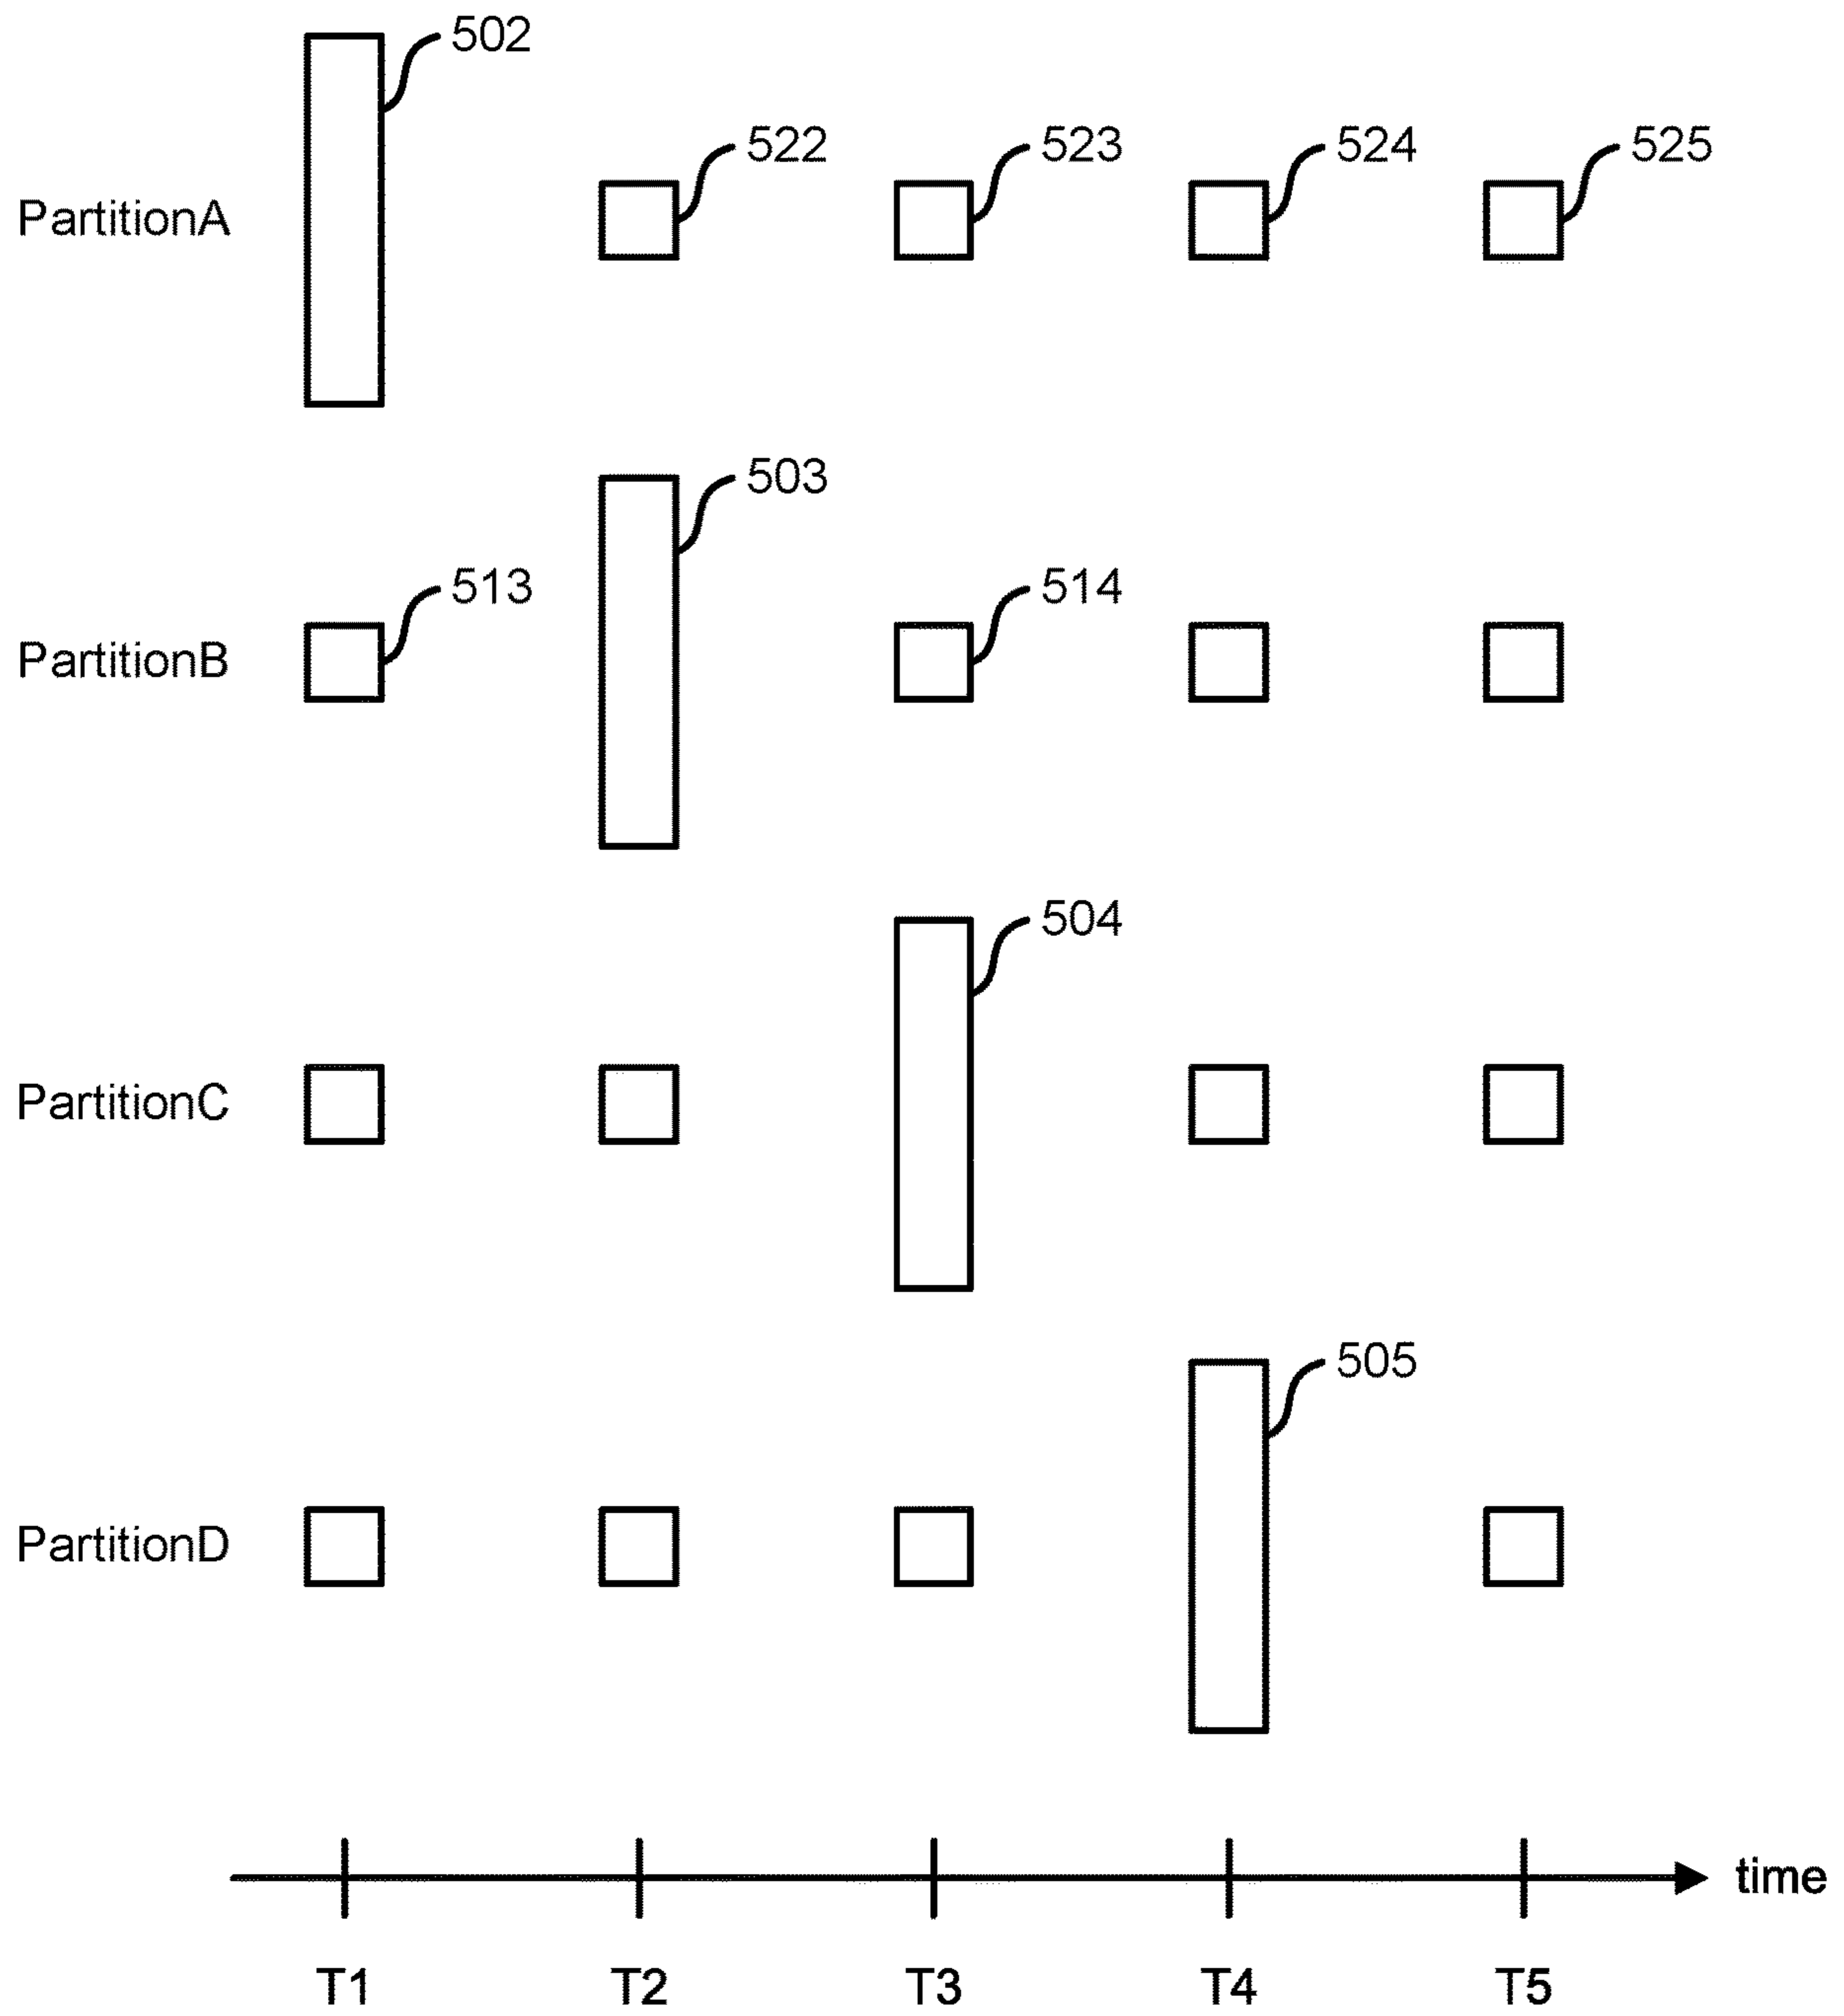 502
522 523 524 525
PartitionA
503
513 514
PartitionB
504
PartitionC
505
PartitionD
time
T1 T2 T3 T4 T5